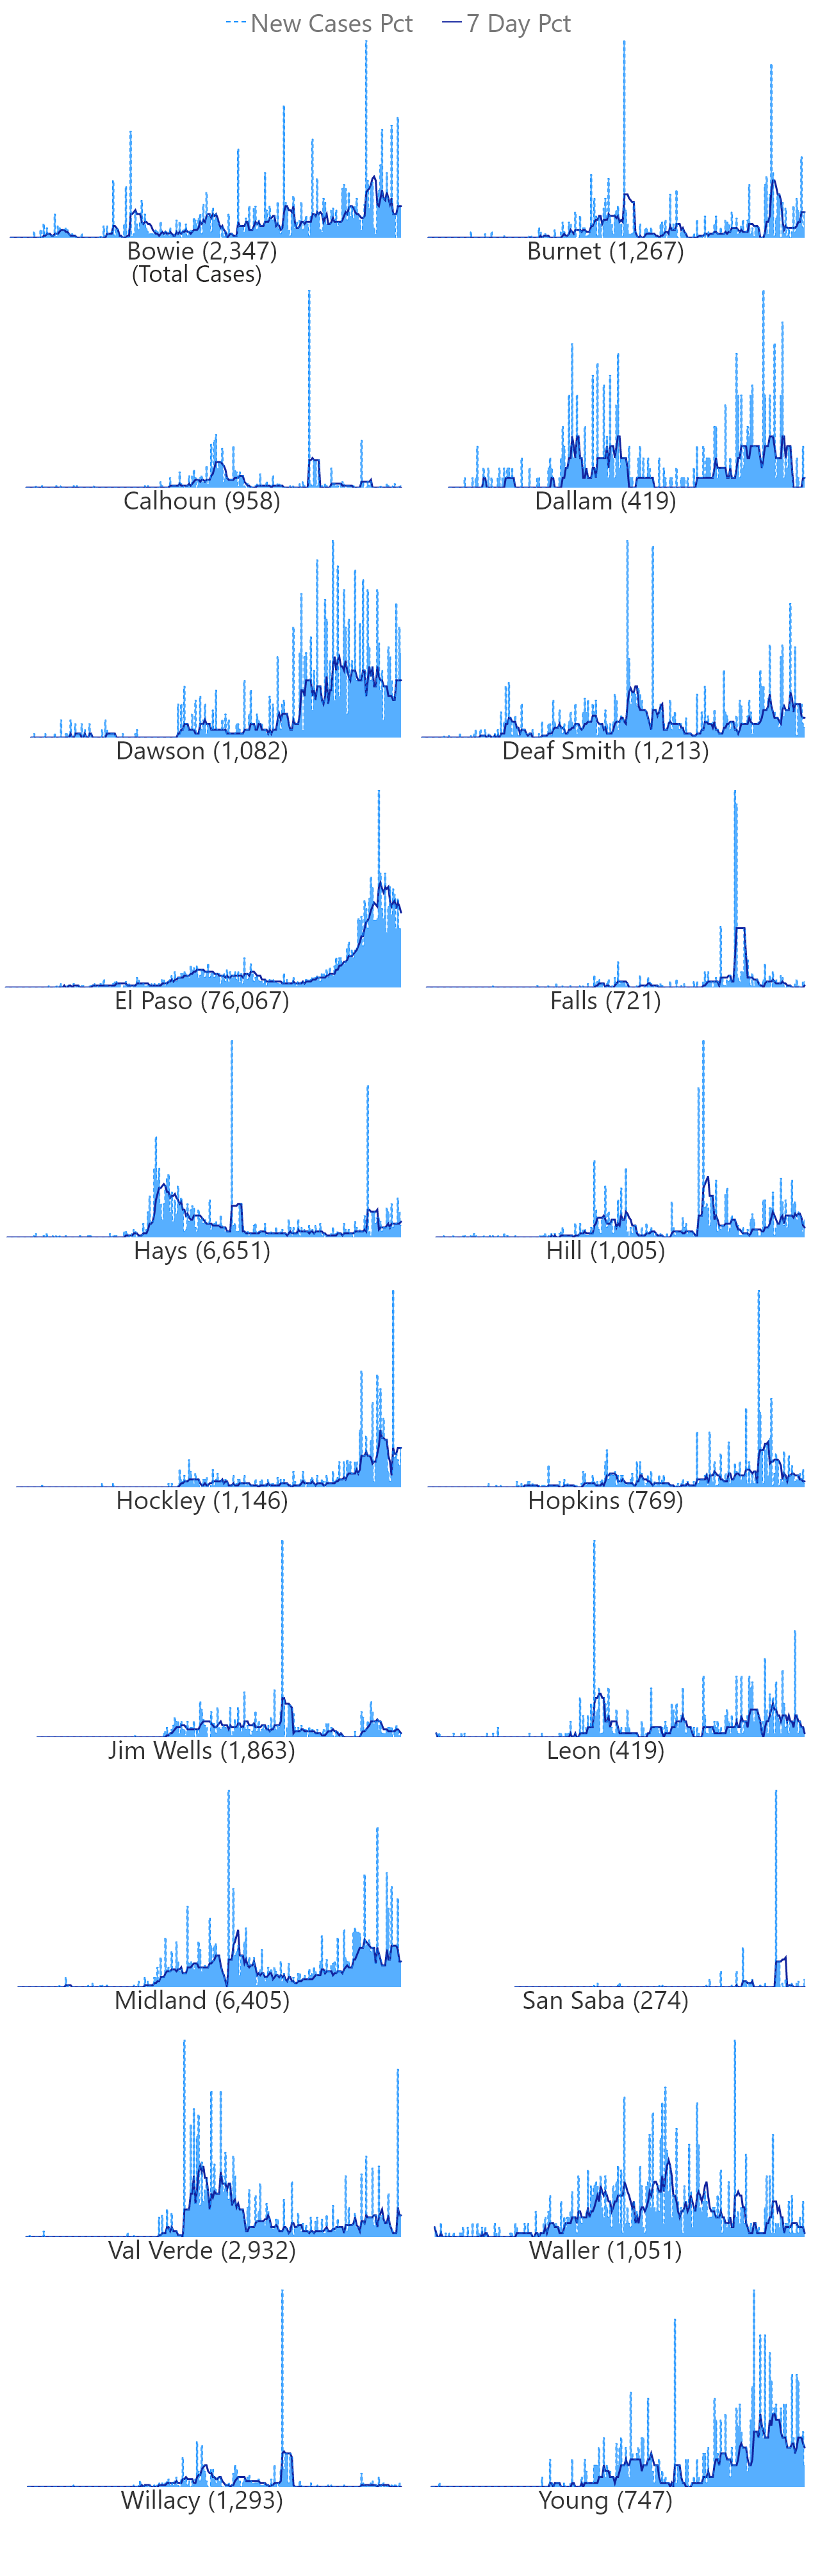 New Cases Pct 7 Day Pct
Bowie (2,347) Burnet (1,267)
(Total Cases)
Calhoun (958) Dallam (419)
Dawson (1,082) Deaf Smith (1,213)
El Paso (76,067) Falls (721)
Hays (6,651) Hill (1,005)
Hockley (1,146) Hopkins (769)
Jim Wells (1,863) Leon (419)
Midland (6,405) San Saba (274)
Val Verde (2,932) Waller (1,051)
Willacy (1,293) Young (747)